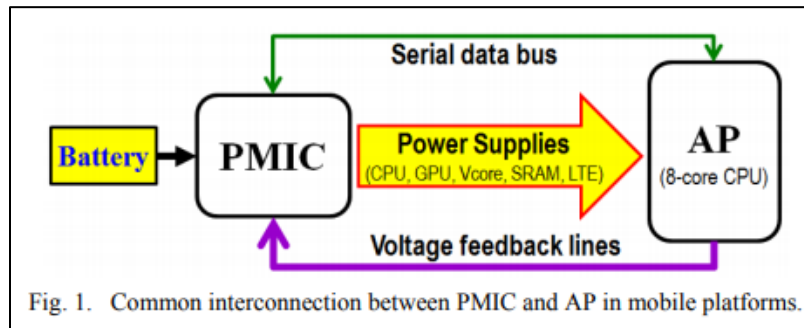 Serial data bus
Battery
PMIC
Power Supplies
(CPU, GPU, Vcore, SRAM, LTE)
AP
(8-core CPU)
Voltage feedback lines
Fig. 1. Common interconnection between PMIC and AP in mobile platforms.